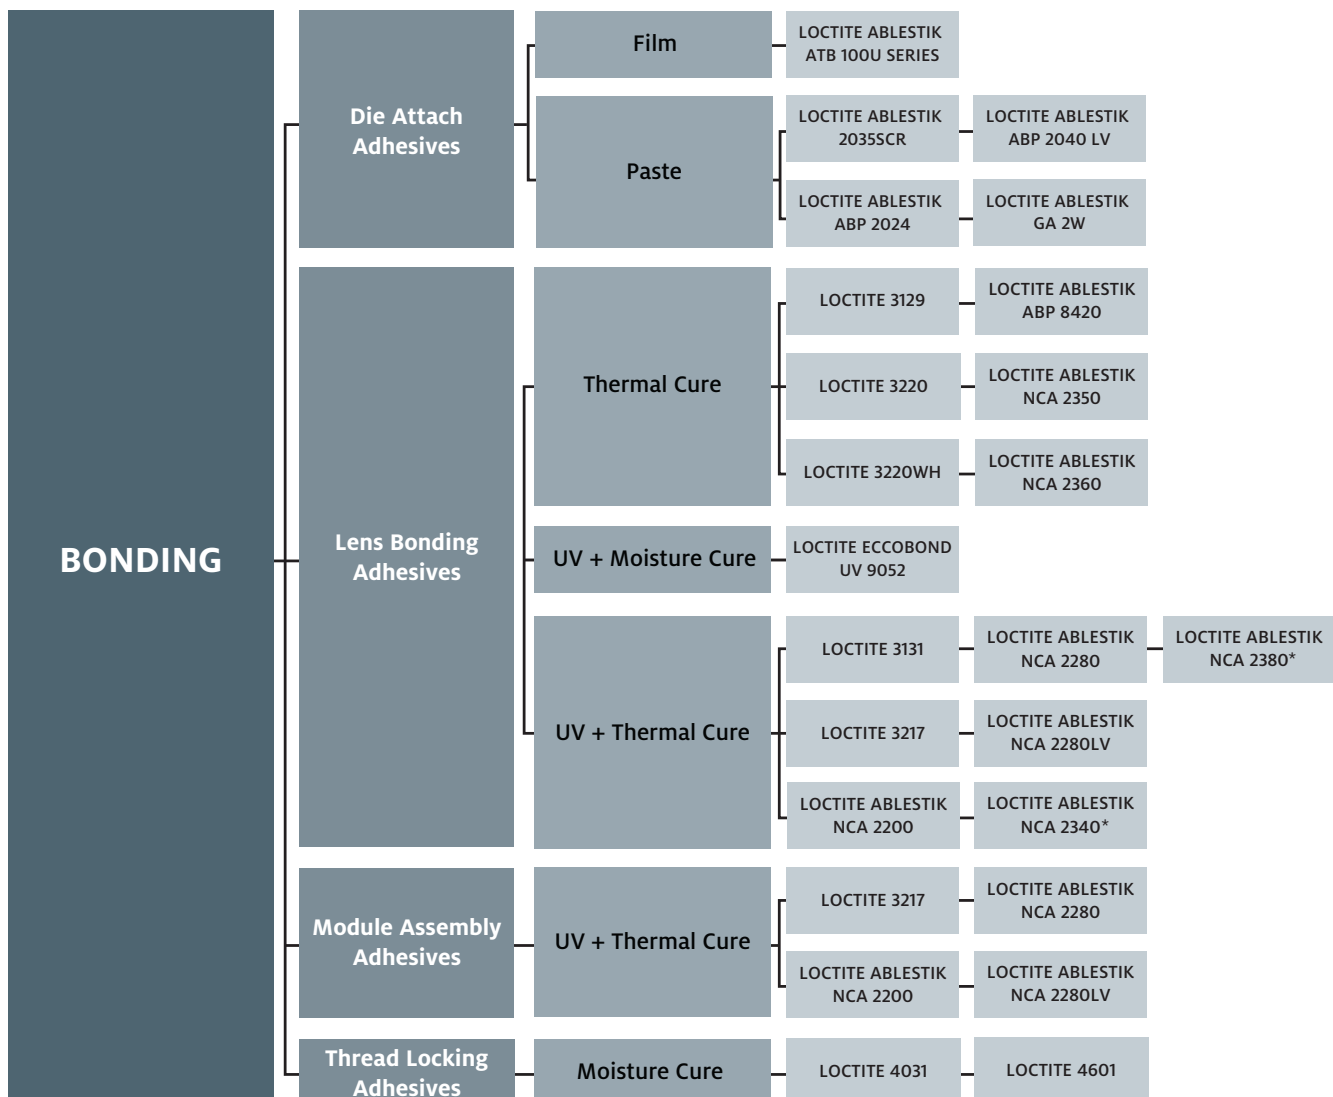 BONDING
Die Attach
Adhesives
Film
LOCTITE ABLESTIK
ATB 100U SERIES
Paste
LOCTITE ABLESTIK
2035SCR
LOCTITE ABLESTIK
ABP 2040 LV
LOCTITE ABLESTIK
ABP 2024
LOCTITE ABLESTIK
GA 2W
Lens Bonding
Adhesives
Thermal Cure
LOCTITE 3129
LOCTITE ABLESTIK
ABP 8420
LOCTITE 3220
LOCTITE ABLESTIK
NCA 2350
LOCTITE 3220WH
LOCTITE ABLESTIK
NCA 2360
UV + Moisture Cure
LOCTITE ECCOBOND
UV 9052
UV + Thermal Cure
LOCTITE 3131
LOCTITE ABLESTIK
NCA 2280
LOCTITE ABLESTIK
NCA 2380*
LOCTITE 3217
LOCTITE ABLESTIK
NCA 2280LV
LOCTITE ABLESTIK
NCA 2200
LOCTITE ABLESTIK
NCA 2340*
Module Assembly
Adhesives
UV + Thermal Cure
LOCTITE 3217
LOCTITE ABLESTIK
NCA 2280
LOCTITE ABLESTIK
NCA 2200
LOCTITE ABLESTIK
NCA 2280LV
Thread Locking
Adhesives
Moisture Cure
LOCTITE 4031
LOCTITE 4601